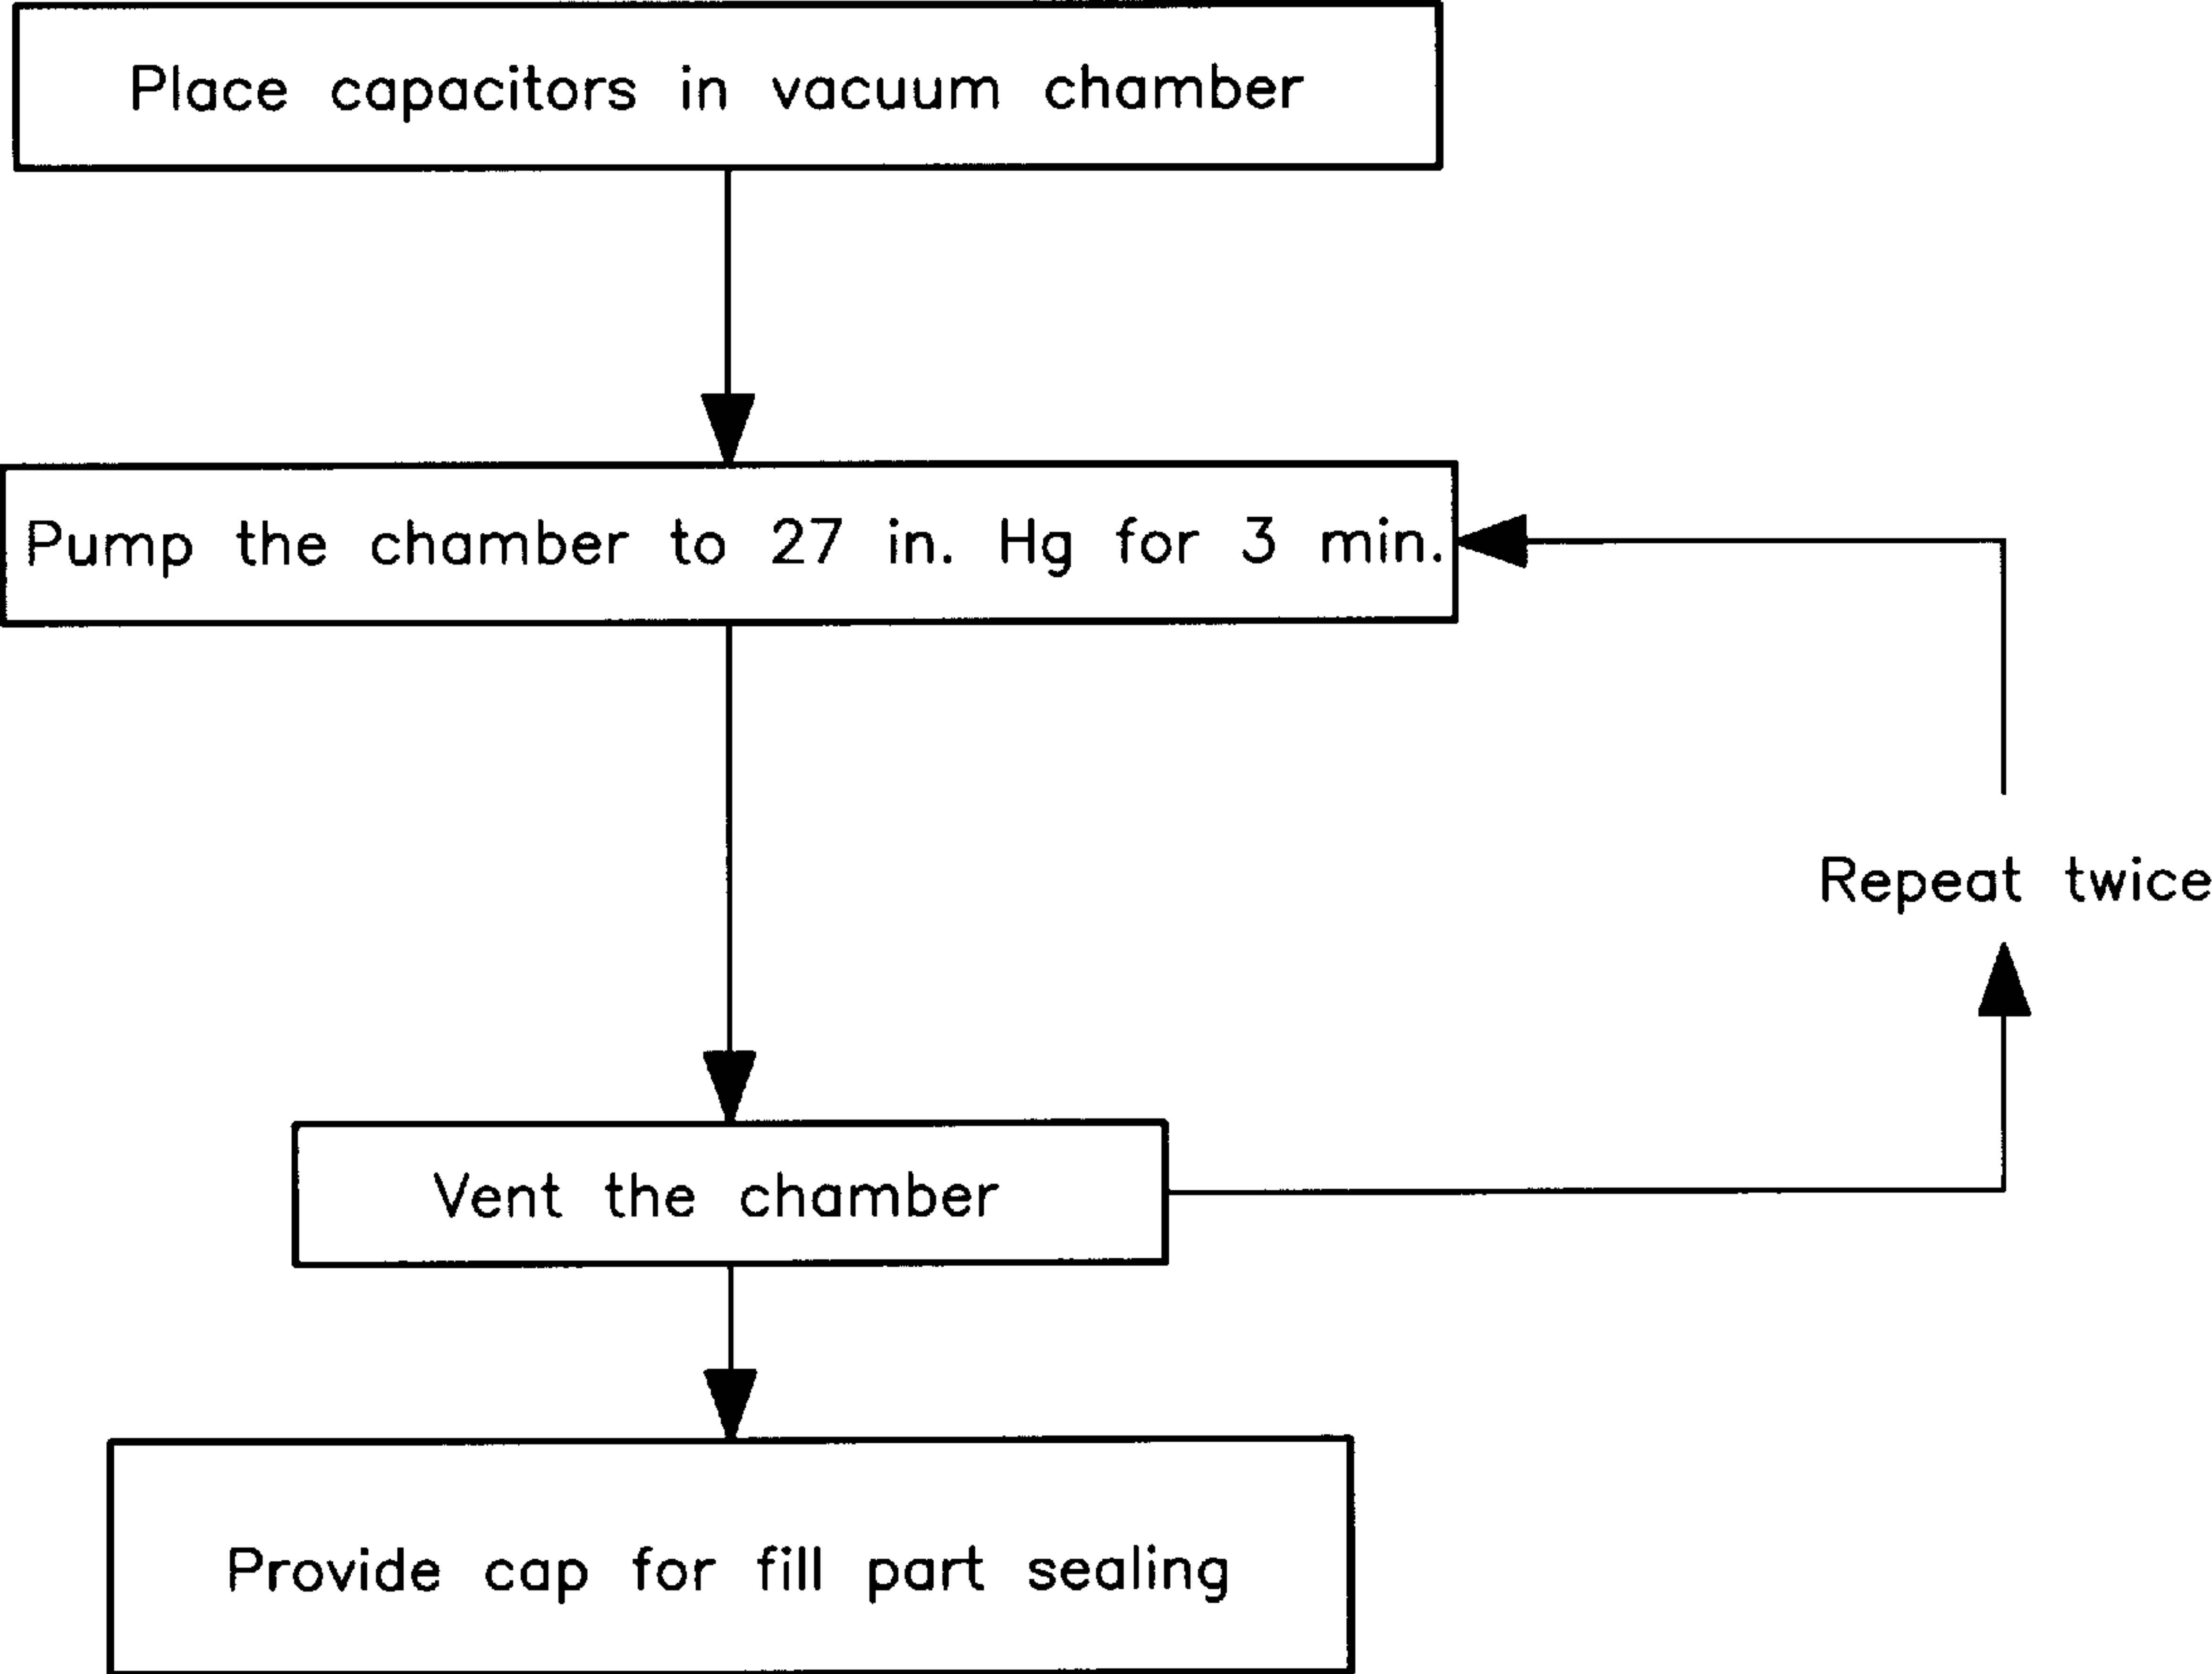 Place capacitors in vacuum chamber
Pump the chamber to 27 in. Hg for 3 min.
Repeat twice
Vent the chamber
Provide cap for fill part sealing